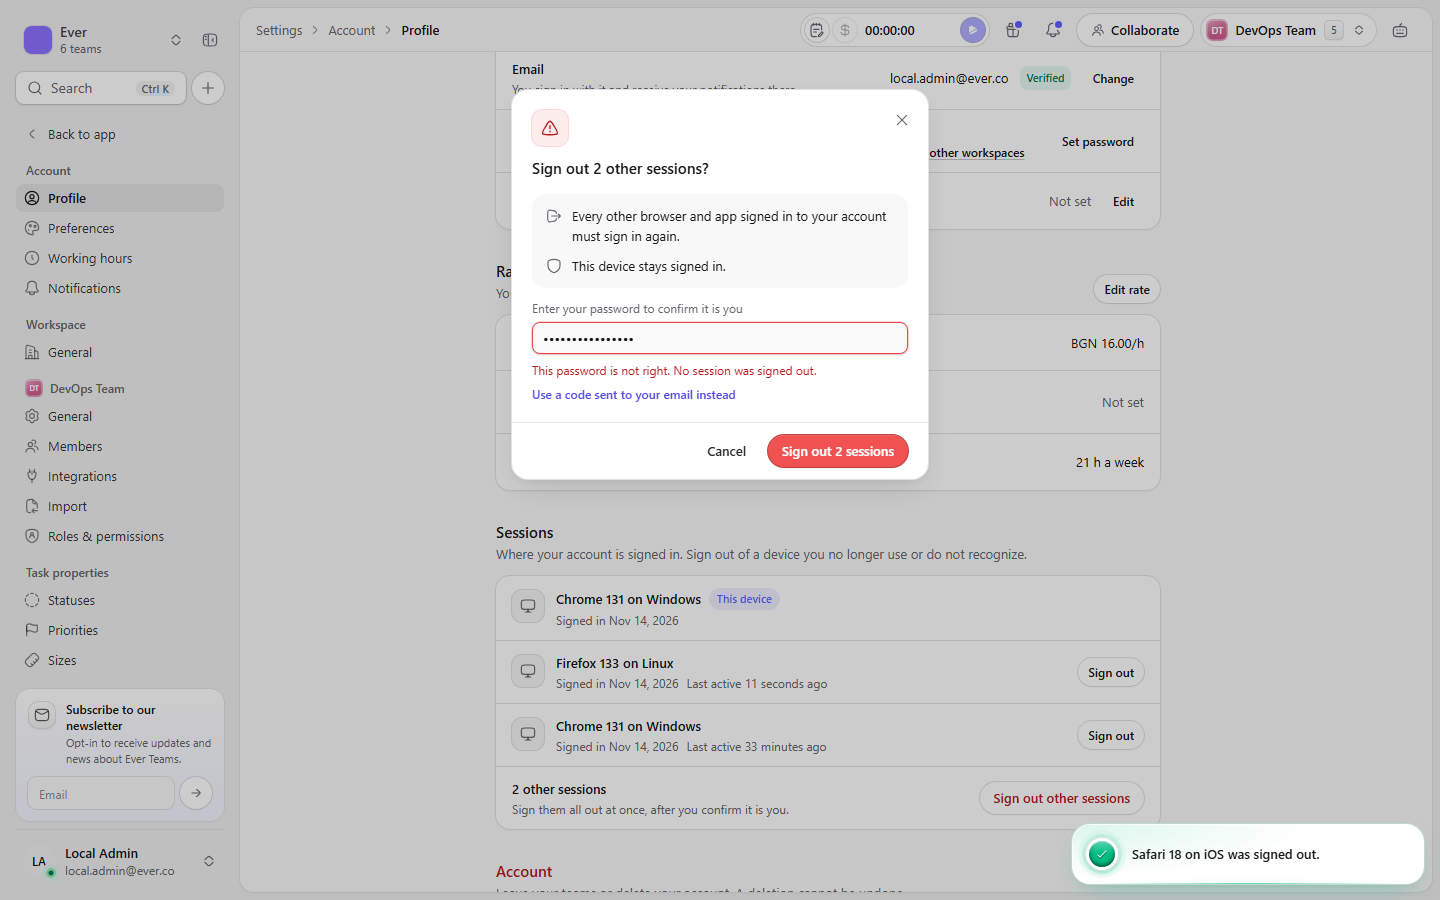 Ever
6 teams
Search
Ctrl K
Back to app
Account
Profile
Preferences
Working hours
Notifications
Workspace
General
DT
DevOps Team
General
Members
Integrations
Import
Roles & permissions
Task properties
Statuses
Priorities
Sizes
Subscribe to our
newsletter
Opt-in to receive updates and
news about Ever Teams.
Email
LA
Local Admin
local.admin@ever.co
Settings
Account
Profile
00:00:00
Collaborate
DT
DevOps Team
5
Email
local.admin@ever.co
Verified
Change
other workspaces
Set password
Not set
Edit
Sign out 2 other sessions?
Every other browser and app signed in to your account
must sign in again.
This device stays signed in.
Enter your password to confirm it is you
••••••••••••••••
This password is not right. No session was signed out.
Use a code sent to your email instead
Cancel
Sign out 2 sessions
Ra
Yo
Edit rate
BGN 16.00/h
Not set
21 h a week
Sessions
Where your account is signed in. Sign out of a device you no longer use or do not recognize.
Chrome 131 on Windows
This device
Signed in Nov 14, 2026
Firefox 133 on Linux
Signed in Nov 14, 2026 Last active 11 seconds ago
Sign out
Chrome 131 on Windows
Signed in Nov 14, 2026 Last active 33 minutes ago
Sign out
2 other sessions
Sign them all out at once, after you confirm it is you.
Sign out other sessions
Account
Safari 18 on iOS was signed out.